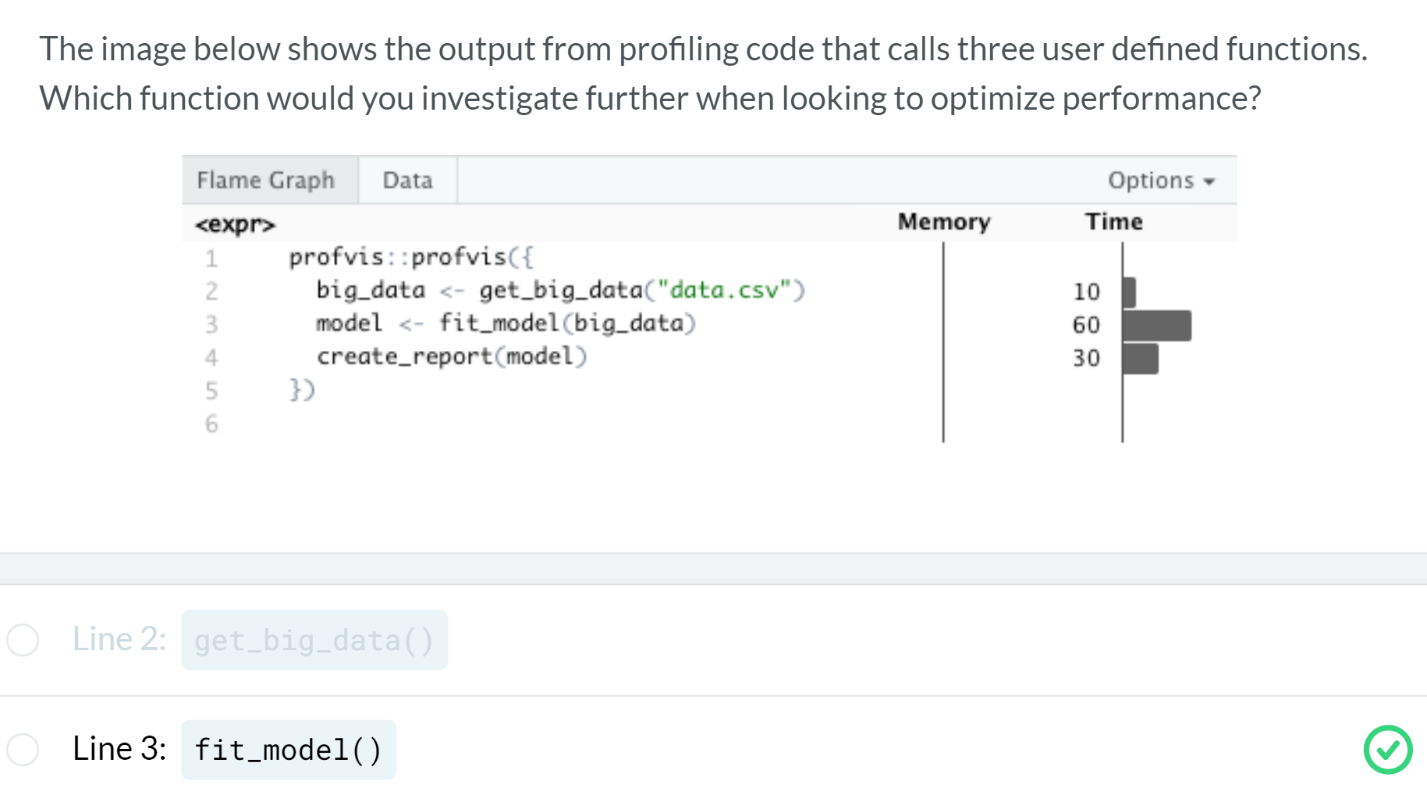 The image below shows the output from profiling code that calls three user defined functions.
Which function would you investigate further when looking to optimize performance?
Flame Graph Data Options
<expr> Memory Time
1 profvis::profvis({
2 big_data <- get_big_data("data.csv") 10
3 model <- fit_model(big_data) 60
4 create_report(model) 30
5 })
6
Line 2: get_big_data()
Line 3: fit_model()